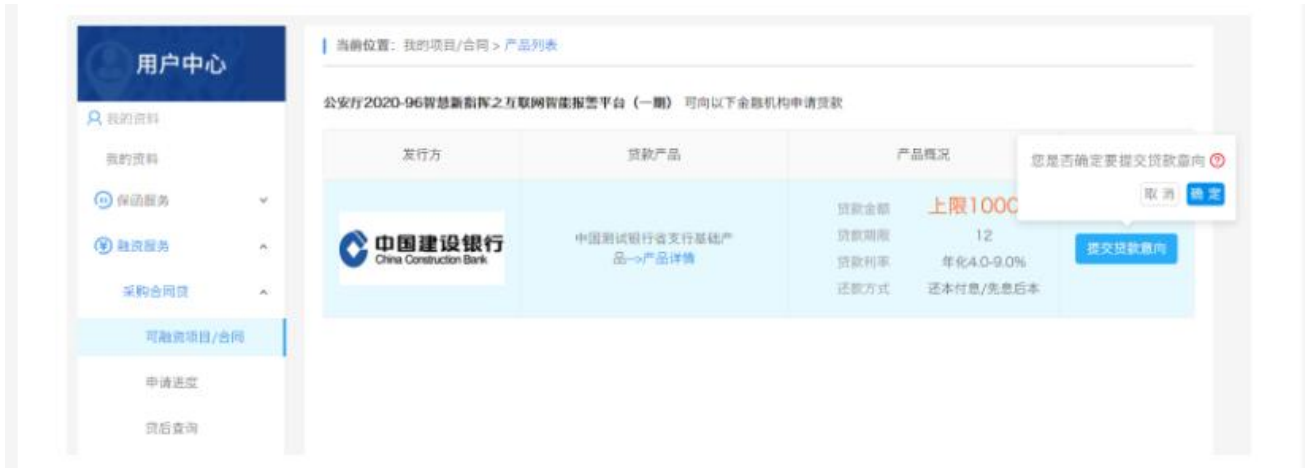 用户中心
当前位置：我的项目/合同 > 产品列表
公安厅2020-96智慧新指挥之互联网智能报警平台（一期） 可向以下金融机构申请贷款
我的资料
我的资料
保函服务
融资服务
采购合同贷
可融资项目/合同
申请进度
贷后查询
发行方
贷款产品
产品概况
您是否确定要提交贷款意向
取消 确定
中国建设银行
China Construction Bank
中国测试银行省支行基础产
品-->产品详情
贷款金额 上限1000
贷款期限 12
贷款利率 年化4.0-9.0%
还款方式 还本付息/先息后本
提交贷款意向